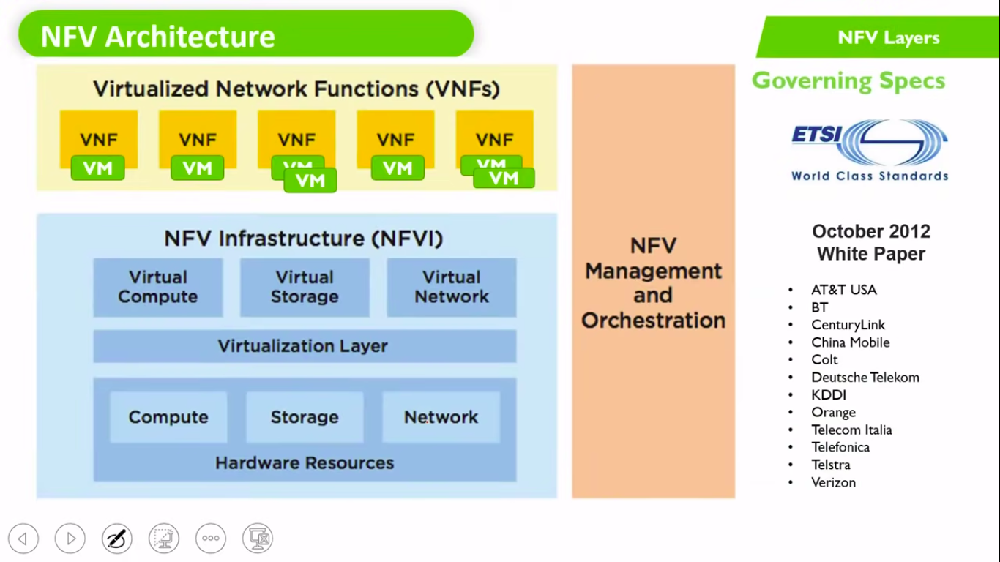 NFV Architecture
NFV Layers
Governing Specs
Virtualized Network Functions (VNFs)
VNF
VM
VNF
VM
VNF
VM
VM
VNF
VM
VNF
VM
VM
NFV Infrastructure (NFVI)
Virtual
Compute
Virtual
Storage
Virtual
Network
Virtualization Layer
Compute
Storage
Network
Hardware Resources
NFV
Management
and
Orchestration
ETSI
World Class Standards
October 2012
White Paper
• AT&T USA
• BT
• CenturyLink
• China Mobile
• Colt
• Deutsche Telekom
• KDDI
• Orange
• Telecom Italia
• Telefonica
• Telstra
• Verizon